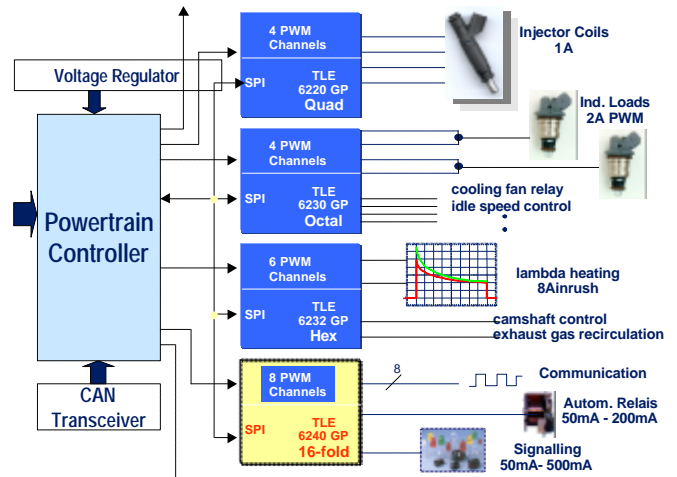 Voltage Regulator
Powertrain
Controller
CAN
Transceiver
4 PWM
Channels
SPI
TLE
6220 GP
Quad
Injector Coils
1A
4 PWM
Channels
SPI
TLE
6230 GP
Octal
Ind. Loads
2A PWM
cooling fan relay
idle speed control
6 PWM
Channels
SPI
TLE
6232 GP
Hex
lambda heating
8Ainrush
camshaft control
exhaust gas recirculation
8 PWM
Channels
SPI
TLE
6240 GP
16-fold
8
Communication
Autom. Relais
50mA - 200mA
Signalling
50mA- 500mA